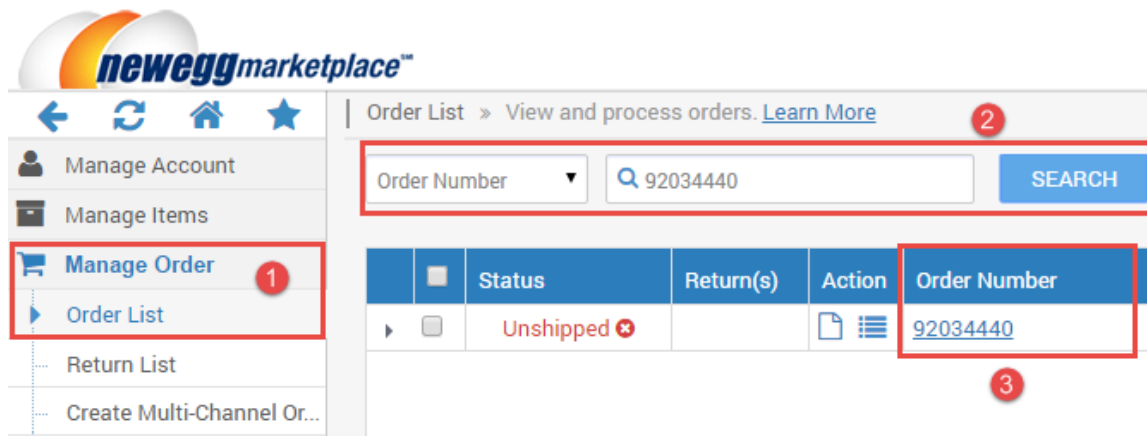 neweggmarketplace℠
Order List » View and process orders. Learn More
2
Manage Account
Order Number ▼ 92034440 SEARCH
Manage Items
Manage Order
1
Status Return(s) Action Order Number
Order List
Unshipped 92034440
Return List
3
Create Multi-Channel Or...